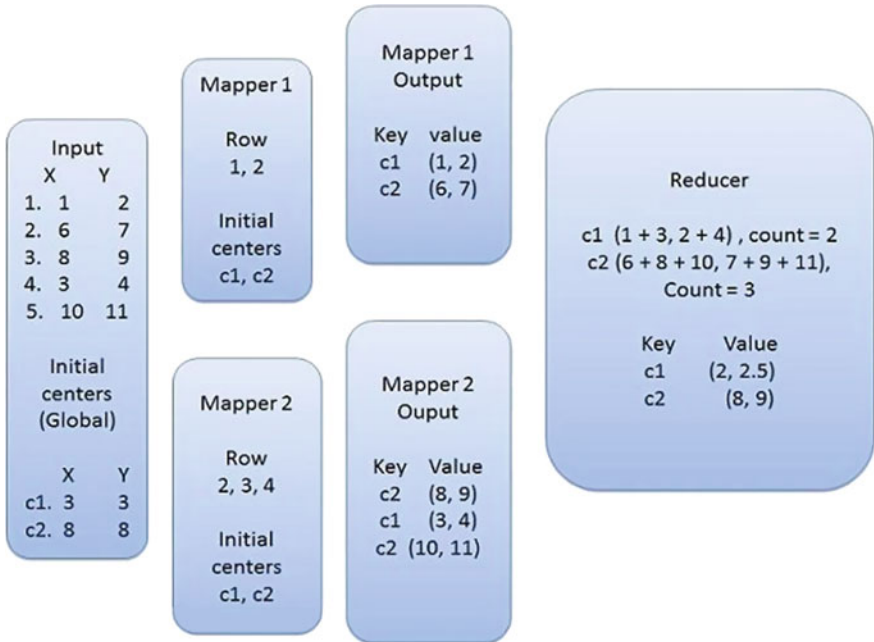 Input
X Y
1. 1 2
2. 6 7
3. 8 9
4. 3 4
5. 10 11
Initial
centers
(Global)
X Y
c1. 3 3
c2. 8 8
Mapper 1
Row
1, 2
Initial
centers
c1, c2
Mapper 2
Row
2, 3, 4
Initial
centers
c1, c2
Mapper 1
Output
Key value
c1 (1, 2)
c2 (6, 7)
Mapper 2
Ouput
Key Value
c2 (8, 9)
c1 (3, 4)
c2 (10, 11)
Reducer
c1 (1 + 3, 2 + 4) , count = 2
c2 (6 + 8 + 10, 7 + 9 + 11),
Count = 3
Key Value
c1 (2, 2.5)
c2 (8, 9)